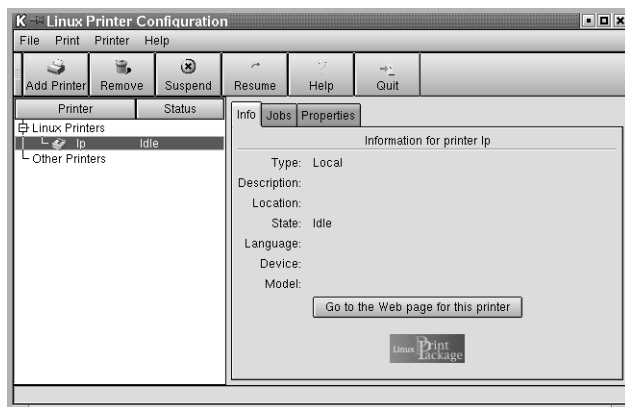 Linux Printer Configuration
File Print Printer Help
Add Printer Remove Suspend Resume Help Quit
Printer Status
Linux Printers
lp Idle
Other Printers
Info Jobs Properties
Information for printer lp
Type: Local
Description:
Location:
State: Idle
Language:
Device:
Model:
Go to the Web page for this printer
Linux Print Package